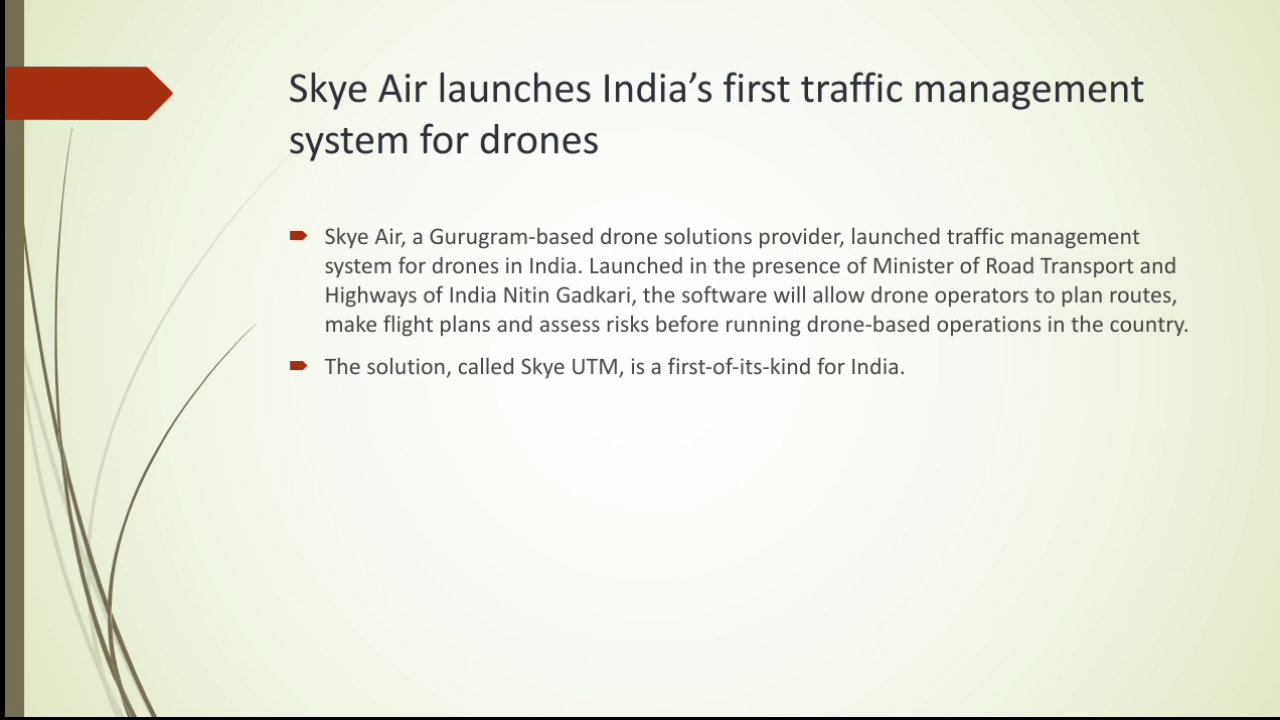 Skye Air launches India’s first traffic management
system for drones
Skye Air, a Gurugram-based drone solutions provider, launched traffic management
system for drones in India. Launched in the presence of Minister of Road Transport and
Highways of India Nitin Gadkari, the software will allow drone operators to plan routes,
make flight plans and assess risks before running drone-based operations in the country.
The solution, called Skye UTM, is a first-of-its-kind for India.